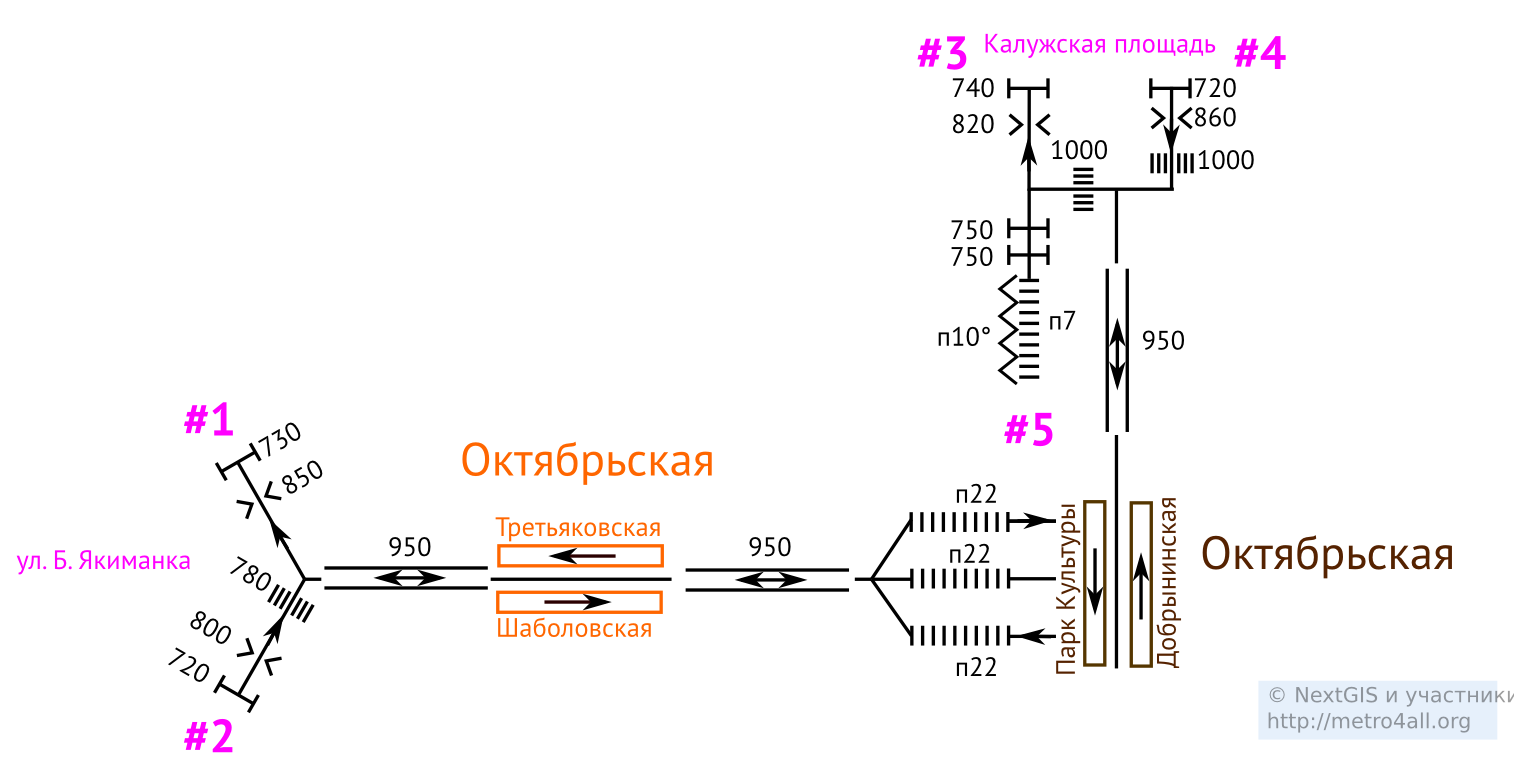 #3 Калужская площадь #4
740
720
820
860
1000
1000
750
750
п10°
п7
950
#5
#1
730
850
ул. Б. Якиманка
780
800
720
#2
950
Октябрьская
Третьяковская
Шаболовская
950
п22
п22
п22
Парк Культуры
Добрынинская
Октябрьская
© NextGIS и участники
http://metro4all.org